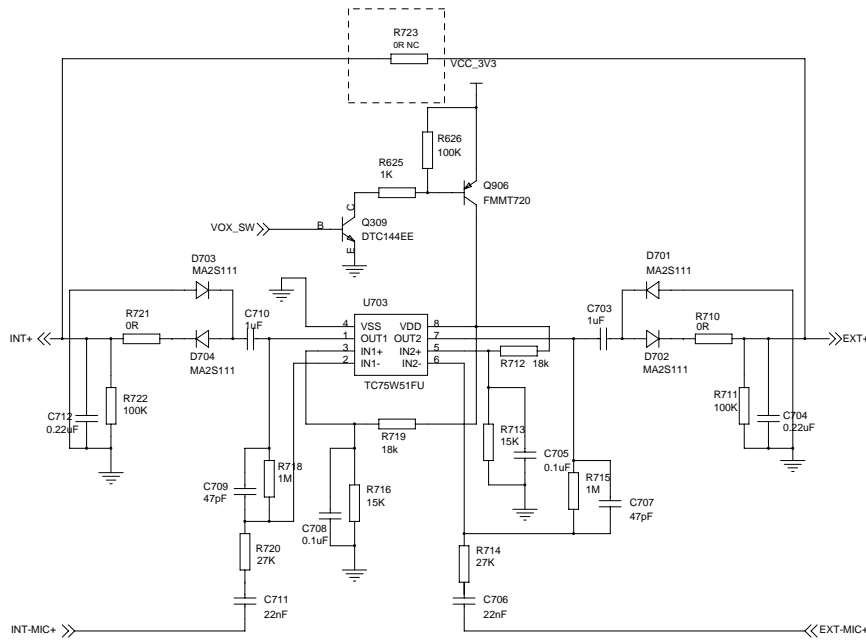 R723
0R NC
VCC_3V3
R626
100K
R625
1K
Q906
FMMT720
VOX_SW
B
C
E
Q309
DTC144EE
D703
MA2S111
D701
MA2S111
U703
R721
0R
C710
1uF
4 VSS VDD 8
1 OUT1 OUT2 7
3 IN1+ IN2+ 5
2 IN1- IN2- 6
TC75W51FU
C703
1uF
R710
0R
INT+
EXT+
D704
MA2S111
D702
MA2S111
R712 18k
R722
100K
C712
0.22uF
R719
18k
R713
15K
C705
0.1uF
R711
100K
C704
0.22uF
C709
47pF
R718
1M
R716
15K
C708
0.1uF
R715
1M
C707
47pF
R720
27K
R714
27K
C711
22nF
C706
22nF
INT-MIC+
EXT-MIC+